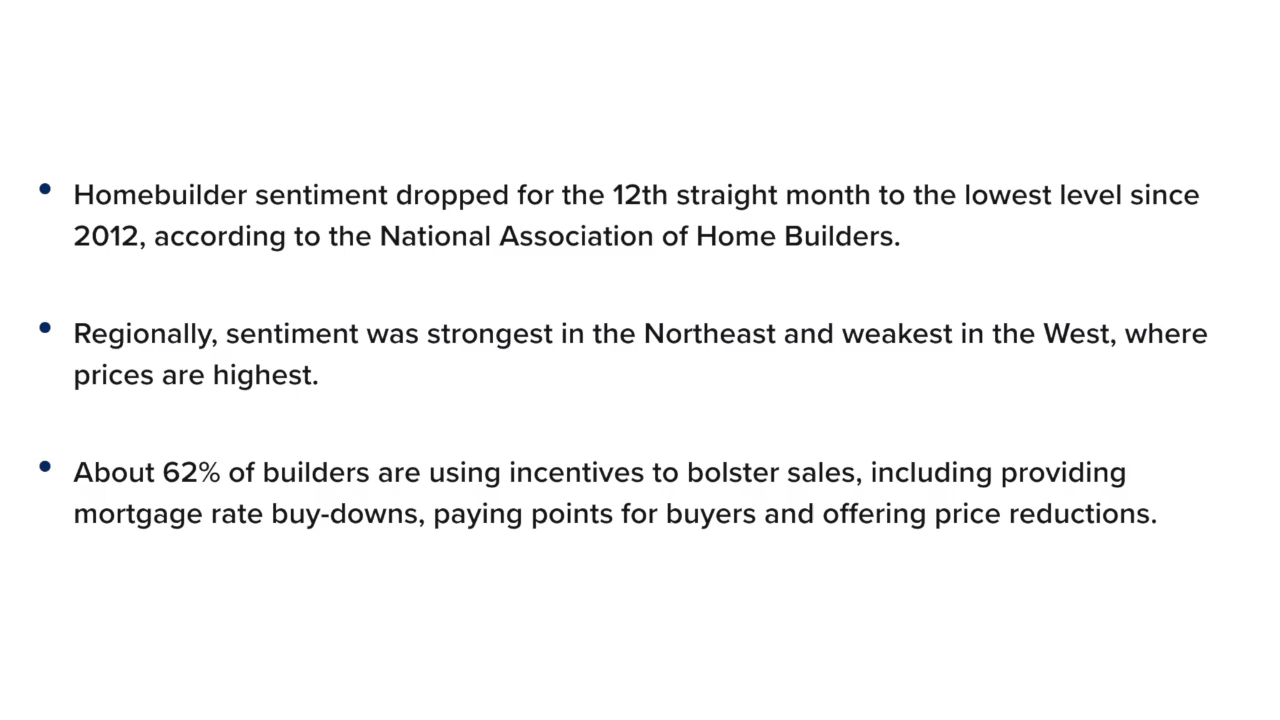 • Homebuilder sentiment dropped for the 12th straight month to the lowest level since
2012, according to the National Association of Home Builders.
• Regionally, sentiment was strongest in the Northeast and weakest in the West, where
prices are highest.
• About 62% of builders are using incentives to bolster sales, including providing
mortgage rate buy-downs, paying points for buyers and offering price reductions.